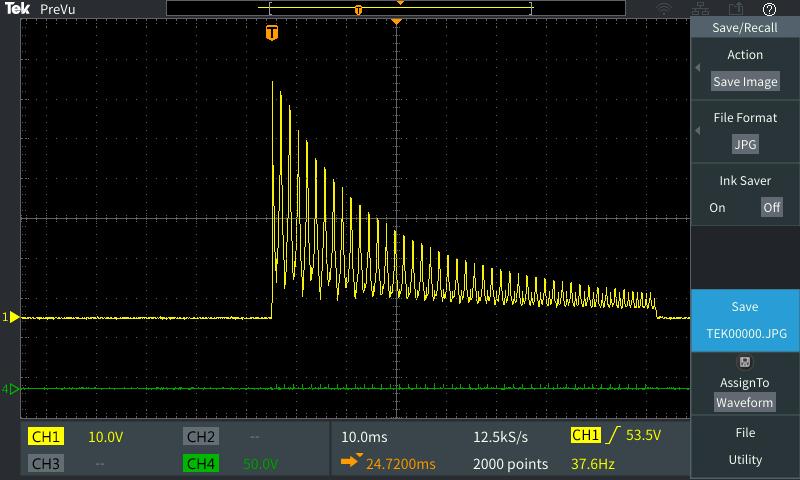 Tek PreVu
T
?
T
Save/Recall
Action
Save Image
File Format
JPG
Ink Saver
On Off
1
Save
TEK00000.JPG
4
AssignTo
Waveform
File
Utility
CH1 10.0V CH2 -- 10.0ms 12.5kS/s CH1 53.5V
CH3 -- CH4 50.0V 24.7200ms 2000 points 37.6Hz